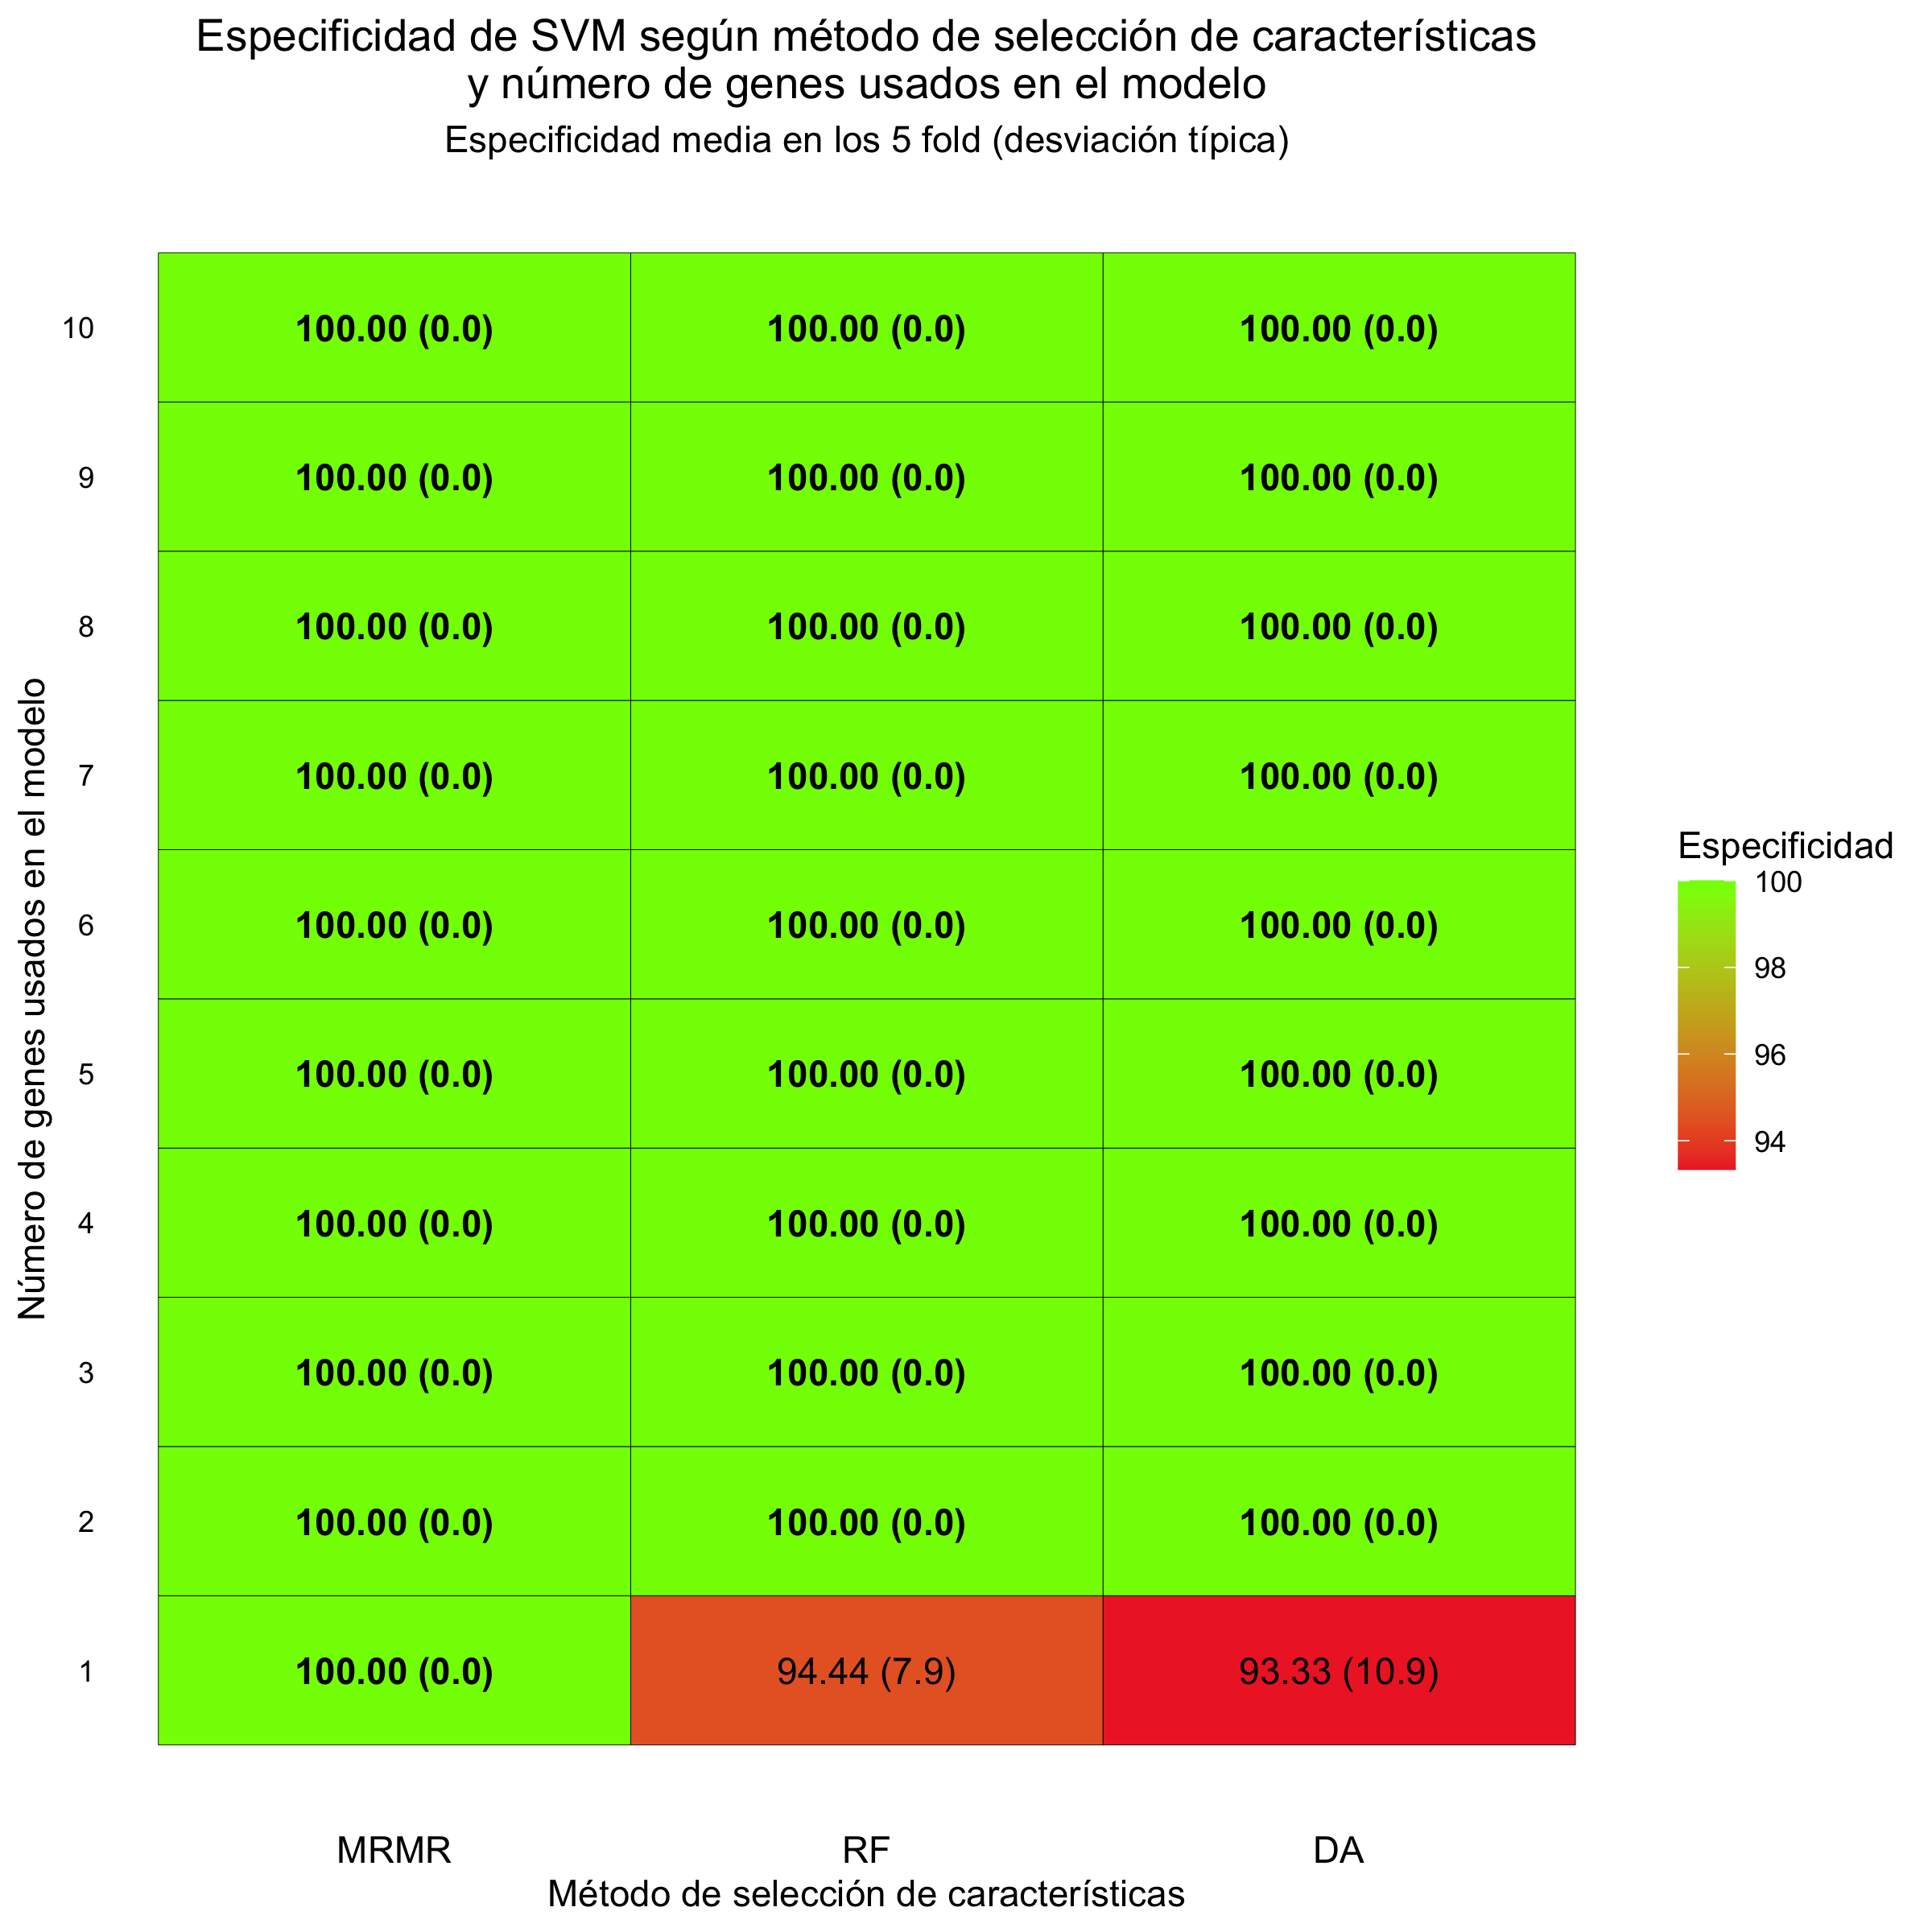 Especificidad de SVM según método de selección de características
y número de genes usados en el modelo
Especificidad media en los 5 fold (desviación típica)
Número de genes usados en el modelo
10 100.00 (0.0) 100.00 (0.0) 100.00 (0.0)
9 100.00 (0.0) 100.00 (0.0) 100.00 (0.0)
8 100.00 (0.0) 100.00 (0.0) 100.00 (0.0)
7 100.00 (0.0) 100.00 (0.0) 100.00 (0.0)
6 100.00 (0.0) 100.00 (0.0) 100.00 (0.0)
5 100.00 (0.0) 100.00 (0.0) 100.00 (0.0)
4 100.00 (0.0) 100.00 (0.0) 100.00 (0.0)
3 100.00 (0.0) 100.00 (0.0) 100.00 (0.0)
2 100.00 (0.0) 100.00 (0.0) 100.00 (0.0)
1 100.00 (0.0) 94.44 (7.9) 93.33 (10.9)
MRMR RF DA
Método de selección de características
Especificidad
100
98
96
94